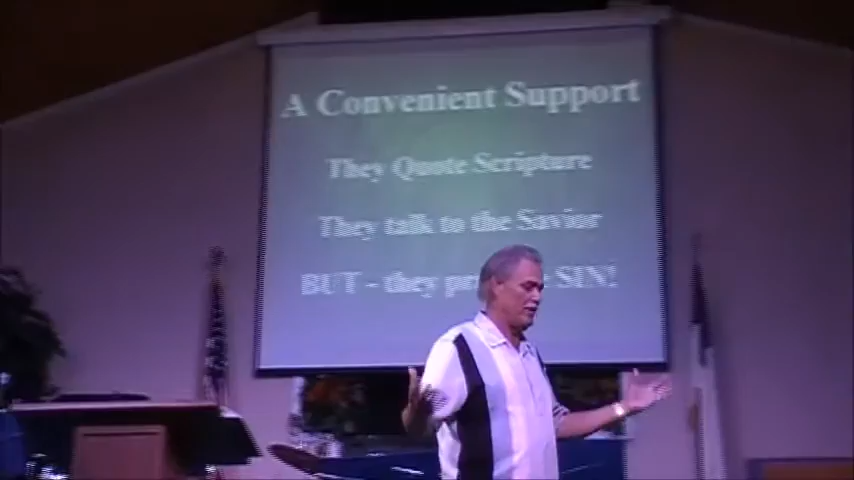 A Convenient Support
They Quote Scripture
They talk to the Savior
BUT - they SIN!